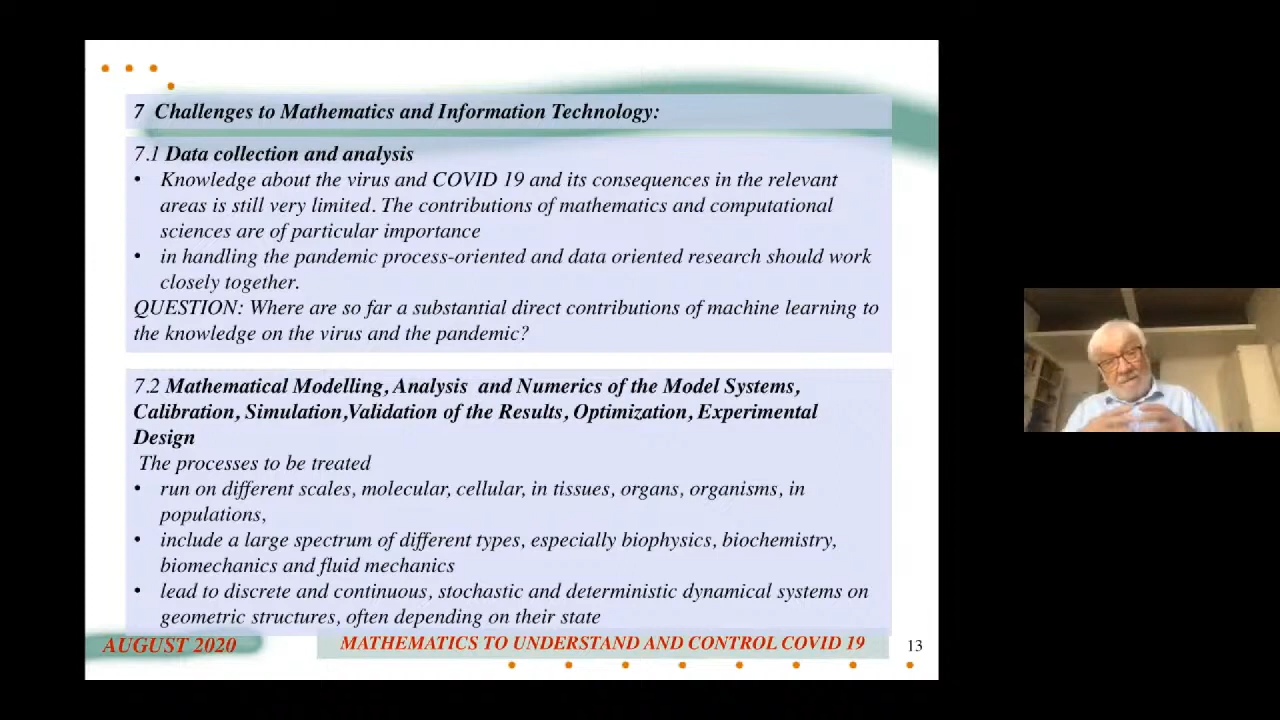 7 Challenges to Mathematics and Information Technology:
7.1 Data collection and analysis
• Knowledge about the virus and COVID 19 and its consequences in the relevant
areas is still very limited. The contributions of mathematics and computational
sciences are of particular importance
• in handling the pandemic process-oriented and data oriented research should work
closely together.
QUESTION: Where are so far a substantial direct contributions of machine learning to
the knowledge on the virus and the pandemic?
7.2 Mathematical Modelling, Analysis and Numerics of the Model Systems,
Calibration, Simulation,Validation of the Results, Optimization, Experimental
Design
The processes to be treated
• run on different scales, molecular, cellular, in tissues, organs, organisms, in
populations,
• include a large spectrum of different types, especially biophysics, biochemistry,
biomechanics and fluid mechanics
• lead to discrete and continuous, stochastic and deterministic dynamical systems on
geometric structures, often depending on their state
AUGUST 2020
MATHEMATICS TO UNDERSTAND AND CONTROL COVID 19
13